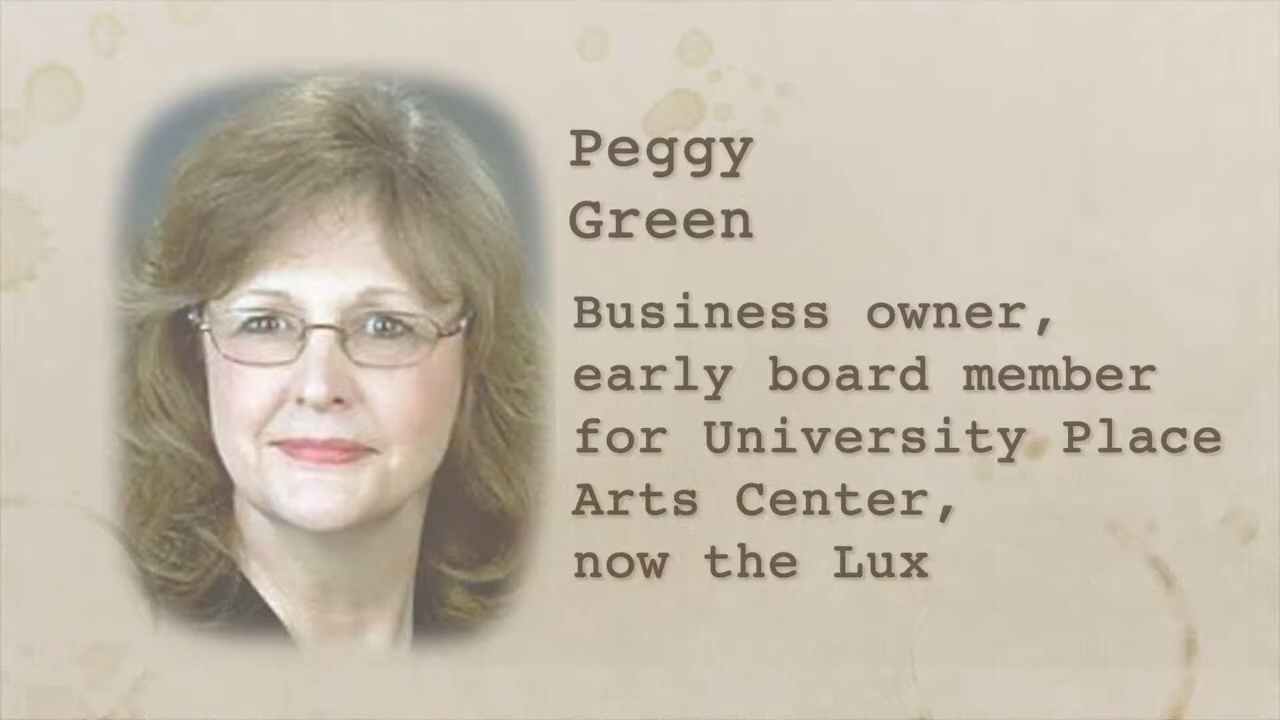 Peggy
Green
Business owner,
early board member
for University Place
Arts Center,
now the Lux